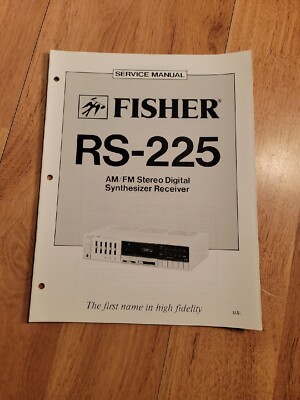 SERVICE MANUAL
FISHER®
RS-225
AM/FM Stereo Digital
Synthesizer Receiver
The first name in high fidelity
U.S.